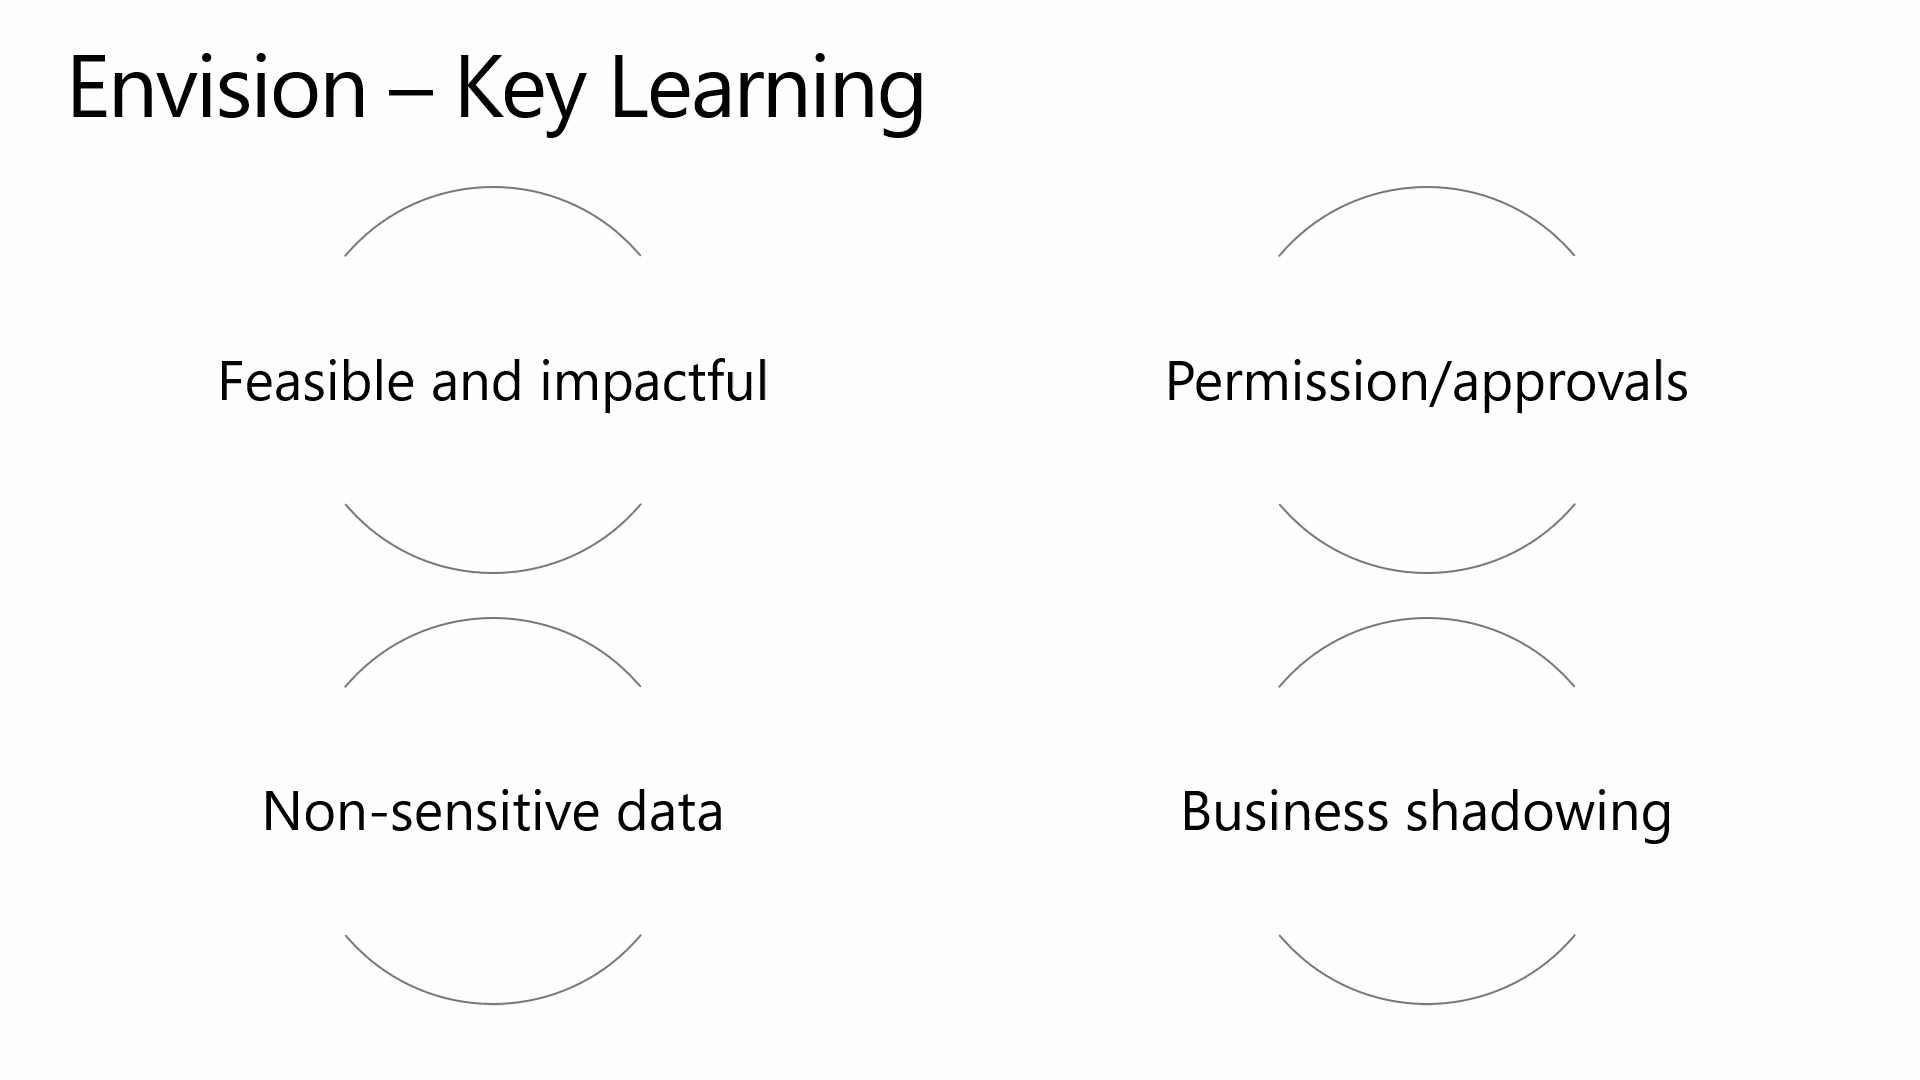 Envision – Key Learning
Feasible and impactful
Permission/approvals
Non-sensitive data
Business shadowing